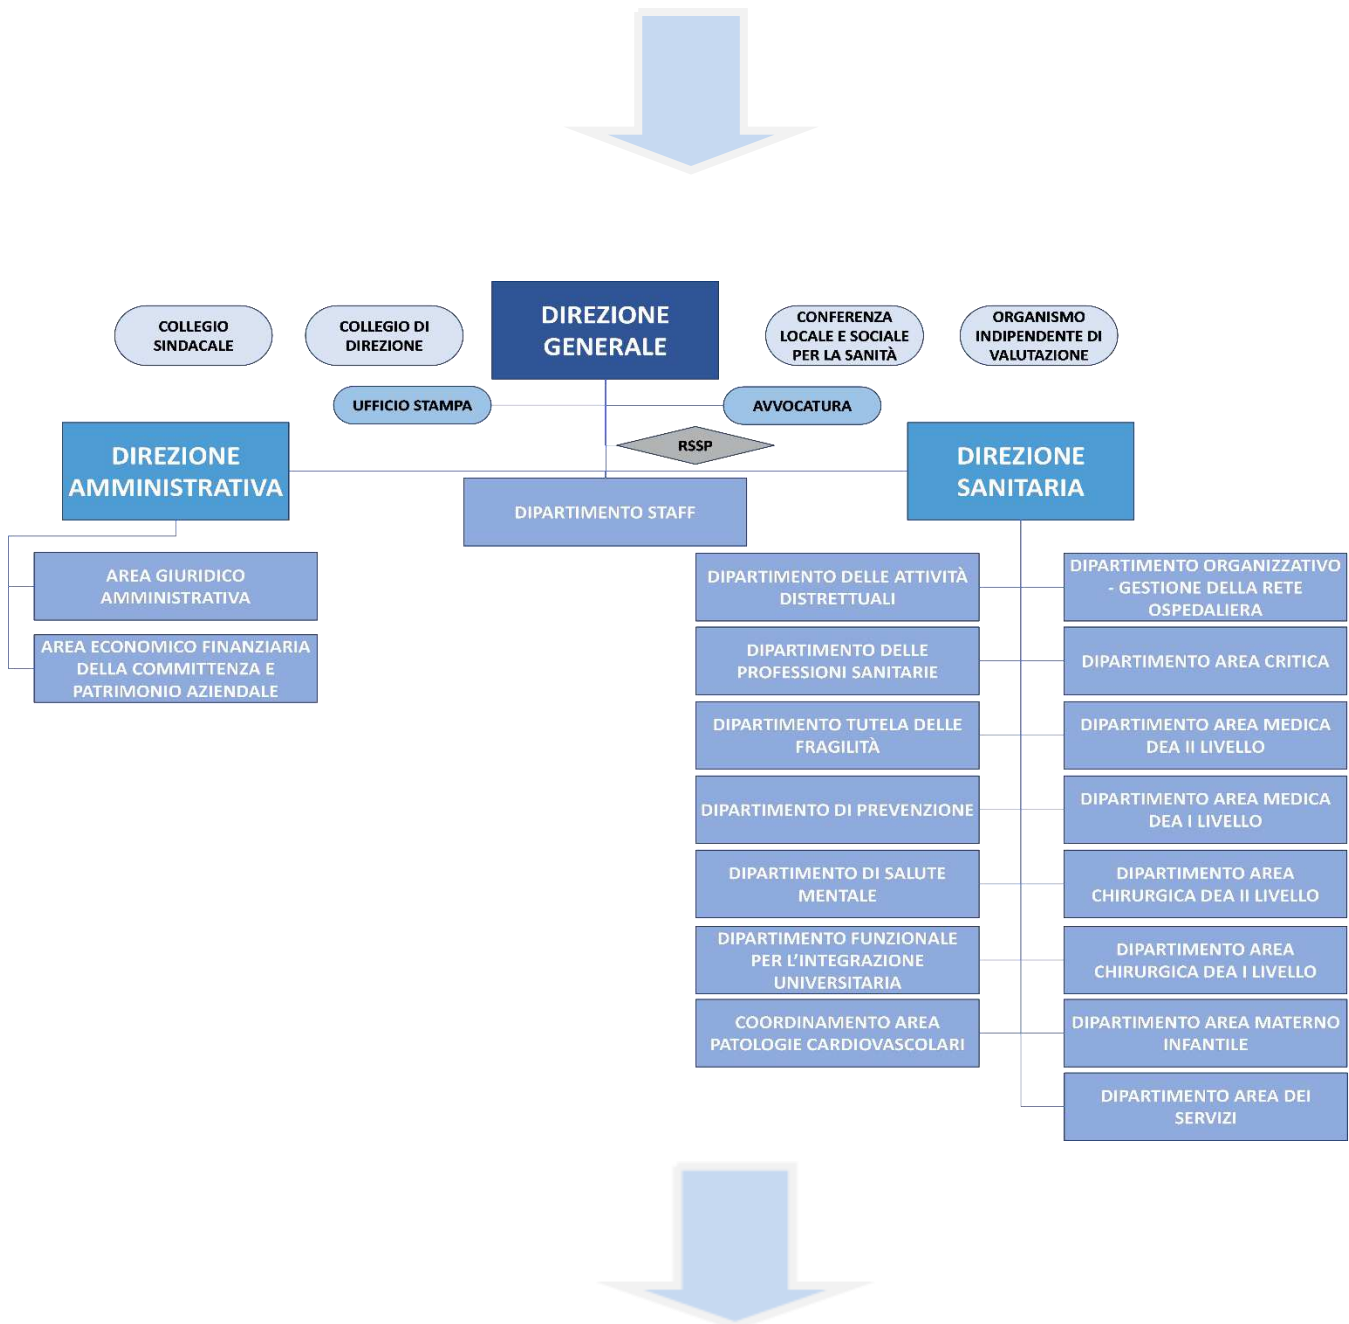 COLLEGIO
SINDACALE
COLLEGIO DI
DIREZIONE
DIREZIONE
GENERALE
CONFERENZA
LOCALE E SOCIALE
PER LA SANITÀ
ORGANISMO
INDIPENDENTE DI
VALUTAZIONE
UFFICIO STAMPA
AVVOCATURA
RSSP
DIREZIONE
AMMINISTRATIVA
DIREZIONE
SANITARIA
DIPARTIMENTO STAFF
AREA GIURIDICO
AMMINISTRATIVA
AREA ECONOMICO FINANZIARIA
DELLA COMMITTENZA E
PATRIMONIO AZIENDALE
DIPARTIMENTO DELLE ATTIVITÀ
DISTRETTUALI
DIPARTIMENTO ORGANIZZATIVO
- GESTIONE DELLA RETE
OSPEDALIERA
DIPARTIMENTO DELLE
PROFESSIONI SANITARIE
DIPARTIMENTO AREA CRITICA
DIPARTIMENTO TUTELA DELLE
FRAGILITÀ
DIPARTIMENTO AREA MEDICA
DEA II LIVELLO
DIPARTIMENTO DI PREVENZIONE
DIPARTIMENTO AREA MEDICA
DEA I LIVELLO
DIPARTIMENTO DI SALUTE
MENTALE
DIPARTIMENTO AREA
CHIRURGICA DEA II LIVELLO
DIPARTIMENTO FUNZIONALE
PER L'INTEGRAZIONE
UNIVERSITARIA
DIPARTIMENTO AREA
CHIRURGICA DEA I LIVELLO
COORDINAMENTO AREA
PATOLOGIE CARDIOVASCOLARI
DIPARTIMENTO AREA MATERNO
INFANTILE
DIPARTIMENTO AREA DEI
SERVIZI